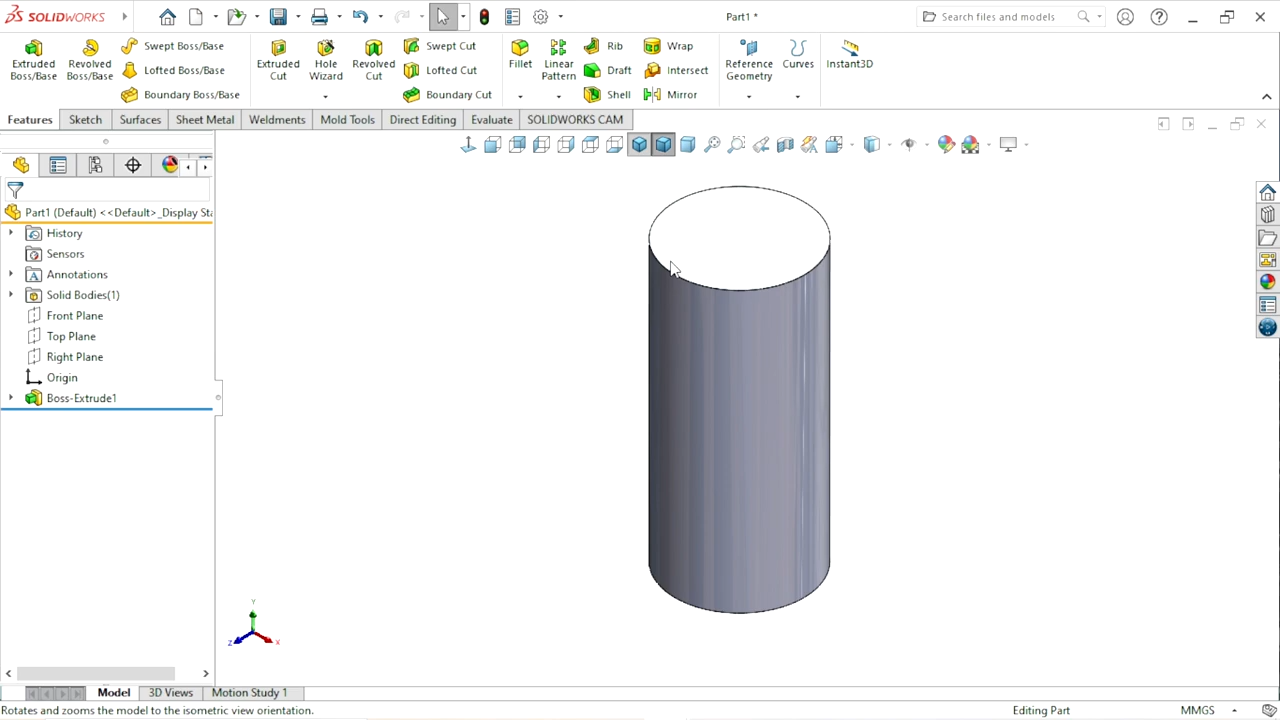 SOLIDWORKS
Part1 *
Search files and models
Extruded Boss/Base
Revolved Boss/Base
Swept Boss/Base
Lofted Boss/Base
Boundary Boss/Base
Extruded Cut
Hole Wizard
Revolved Cut
Swept Cut
Lofted Cut
Boundary Cut
Fillet
Linear Pattern
Rib
Draft
Shell
Wrap
Intersect
Mirror
Reference Geometry
Curves
Instant3D
Features
Sketch
Surfaces
Sheet Metal
Weldments
Mold Tools
Direct Editing
Evaluate
SOLIDWORKS CAM
Part1 (Default) <<Default>_Display Sta
History
Sensors
Annotations
Solid Bodies(1)
Front Plane
Top Plane
Right Plane
Origin
Boss-Extrude1
Y
Z
X
Model
3D Views
Motion Study 1
Rotates and zooms the model to the isometric view orientation.
Editing Part
MMGS